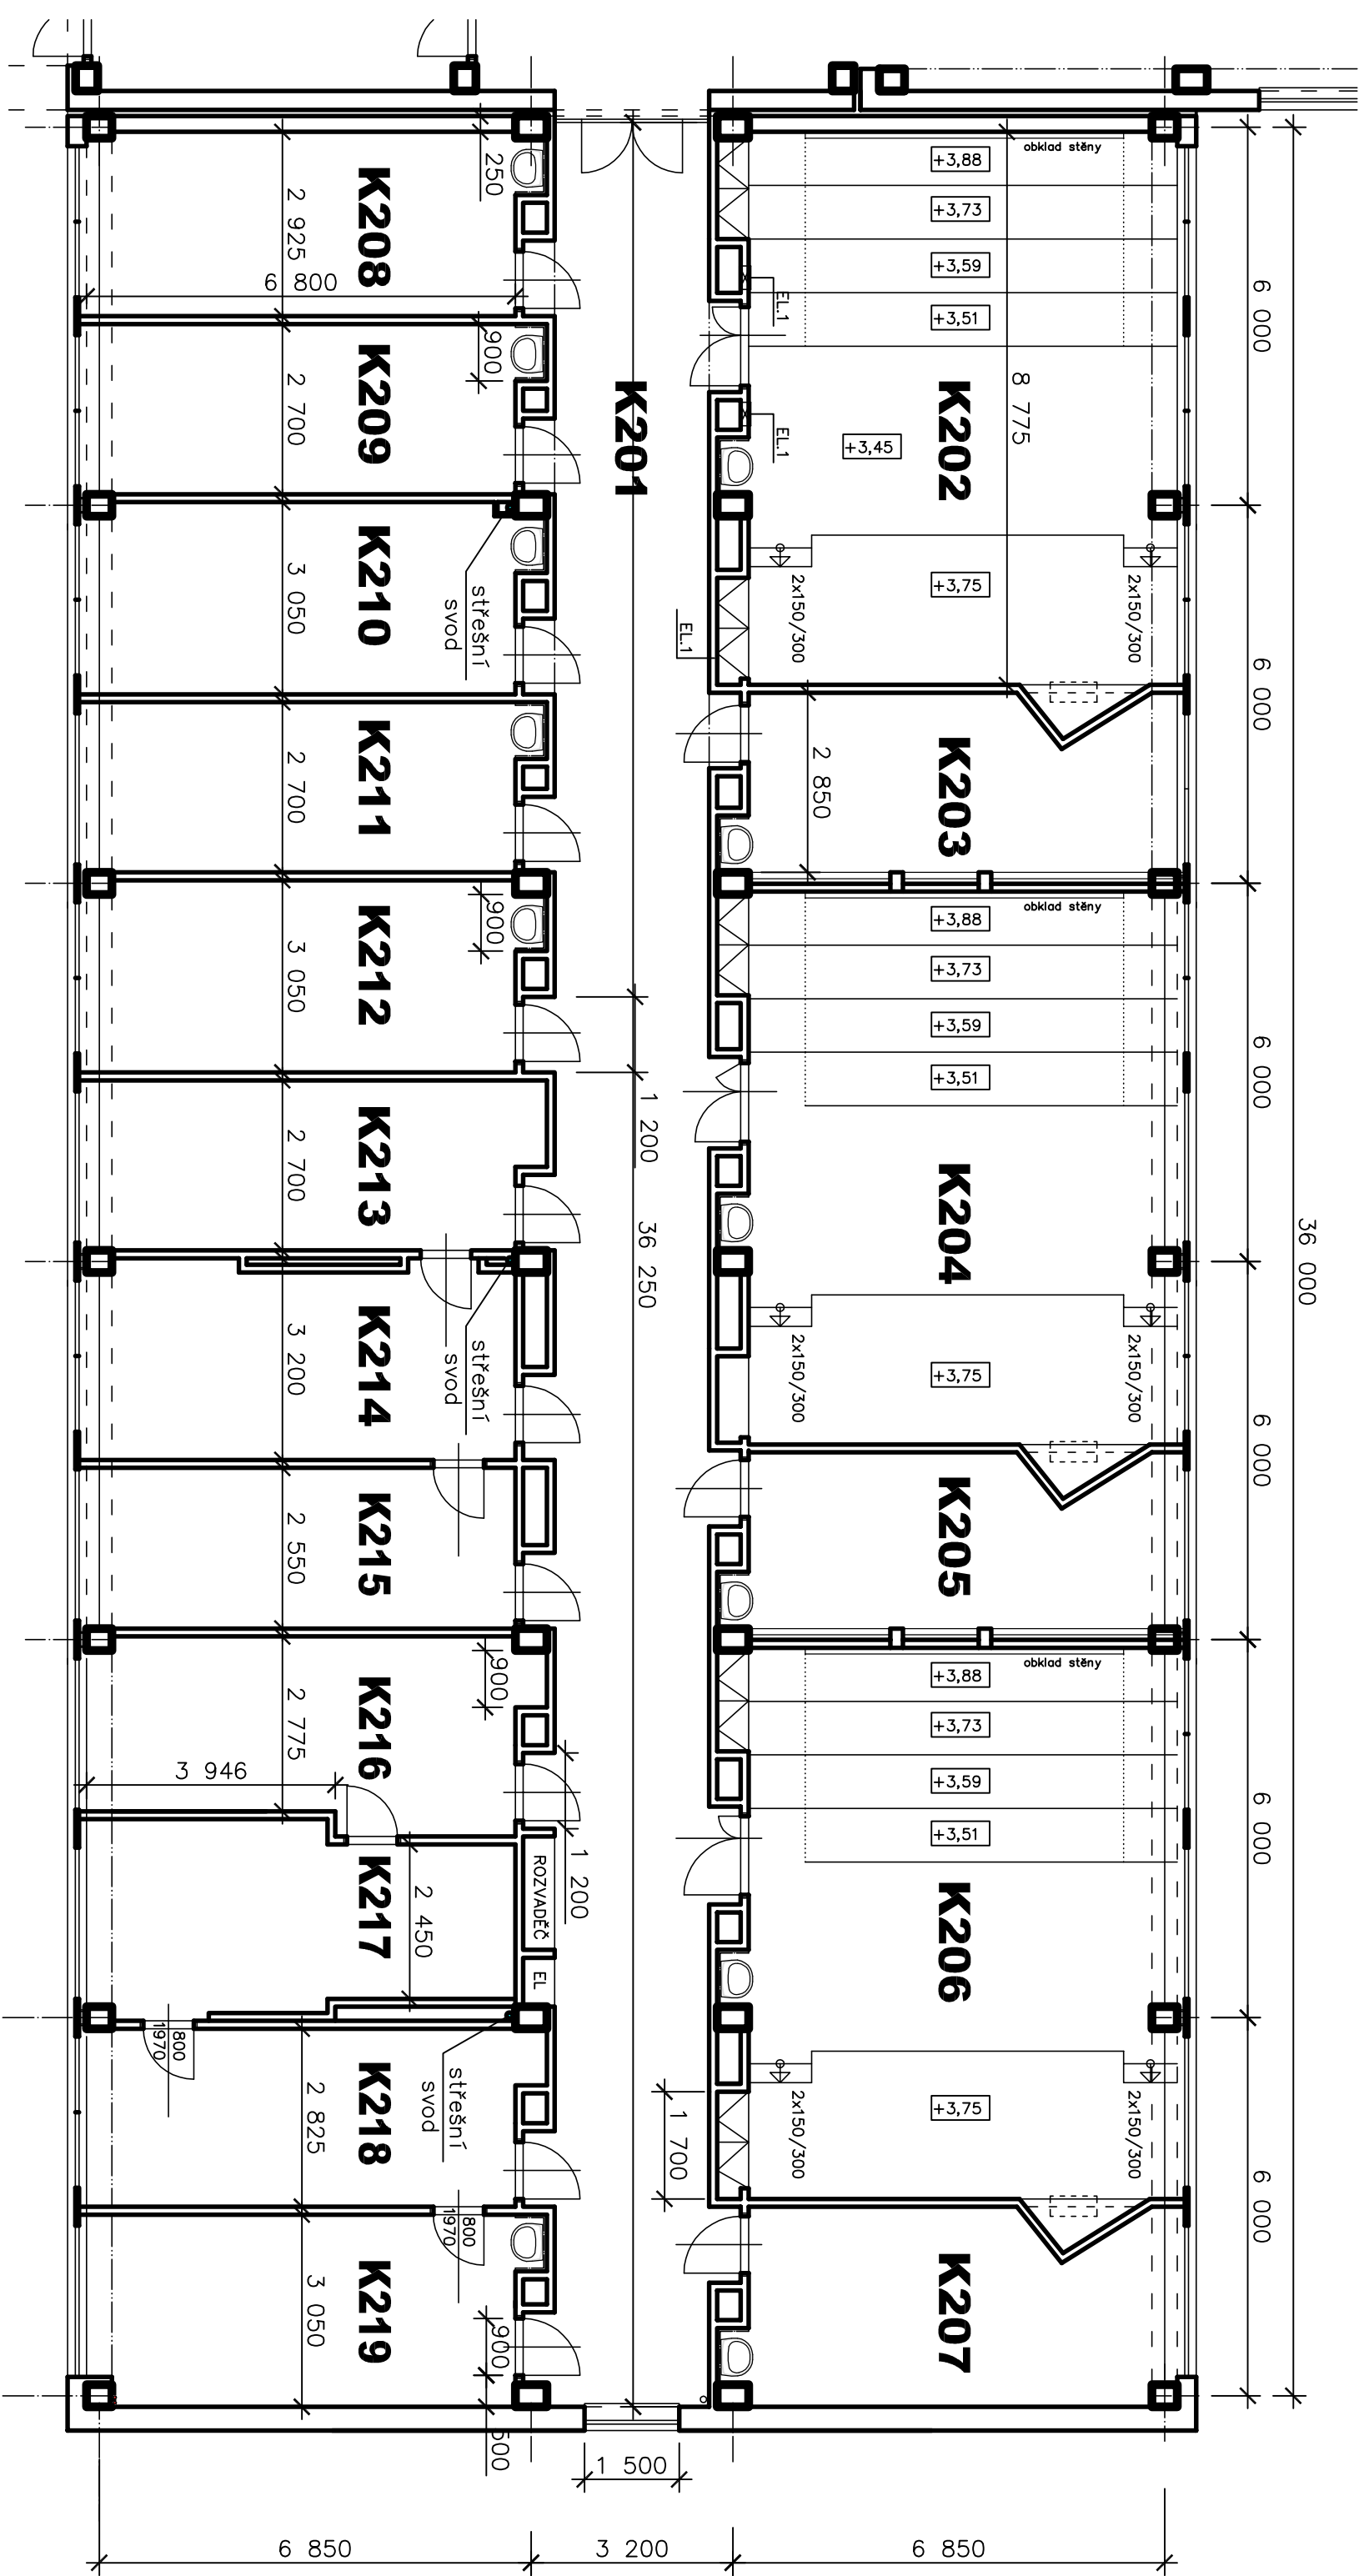 obklad stěny
+3,88
+3,73
+3,59
+3,51
EL.1
EL.1
K208
250
2 925
6 800
6 000
8 775
K209
900
2 700
K201
K202
+3,45
K210
3 050
střešní
svod
EL.1
+3,75
2x150/300
2x150/300
6 000
K211
2 700
K203
2 850
K212
900
3 050
obklad stěny
+3,88
+3,73
+3,59
+3,51
6 000
1 200
K213
2 700
K204
36 250
36 000
K214
3 200
střešní
svod
+3,75
2x150/300
2x150/300
6 000
K215
2 550
K205
K216
900
2 775
3 946
obklad stěny
+3,88
+3,73
+3,59
+3,51
6 000
1 200
ROZVADĚČ
EL
K217
2 450
K206
800
1970
K218
2 825
střešní
svod
1 700
+3,75
2x150/300
2x150/300
6 000
800
1970
K219
3 050
900
500
K207
1 500
6 850
3 200
6 850